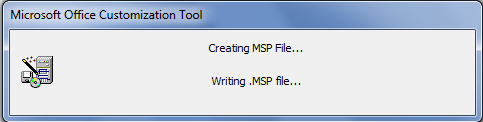 Microsoft Office Customization Tool
Creating MSP File...
Writing .MSP file...